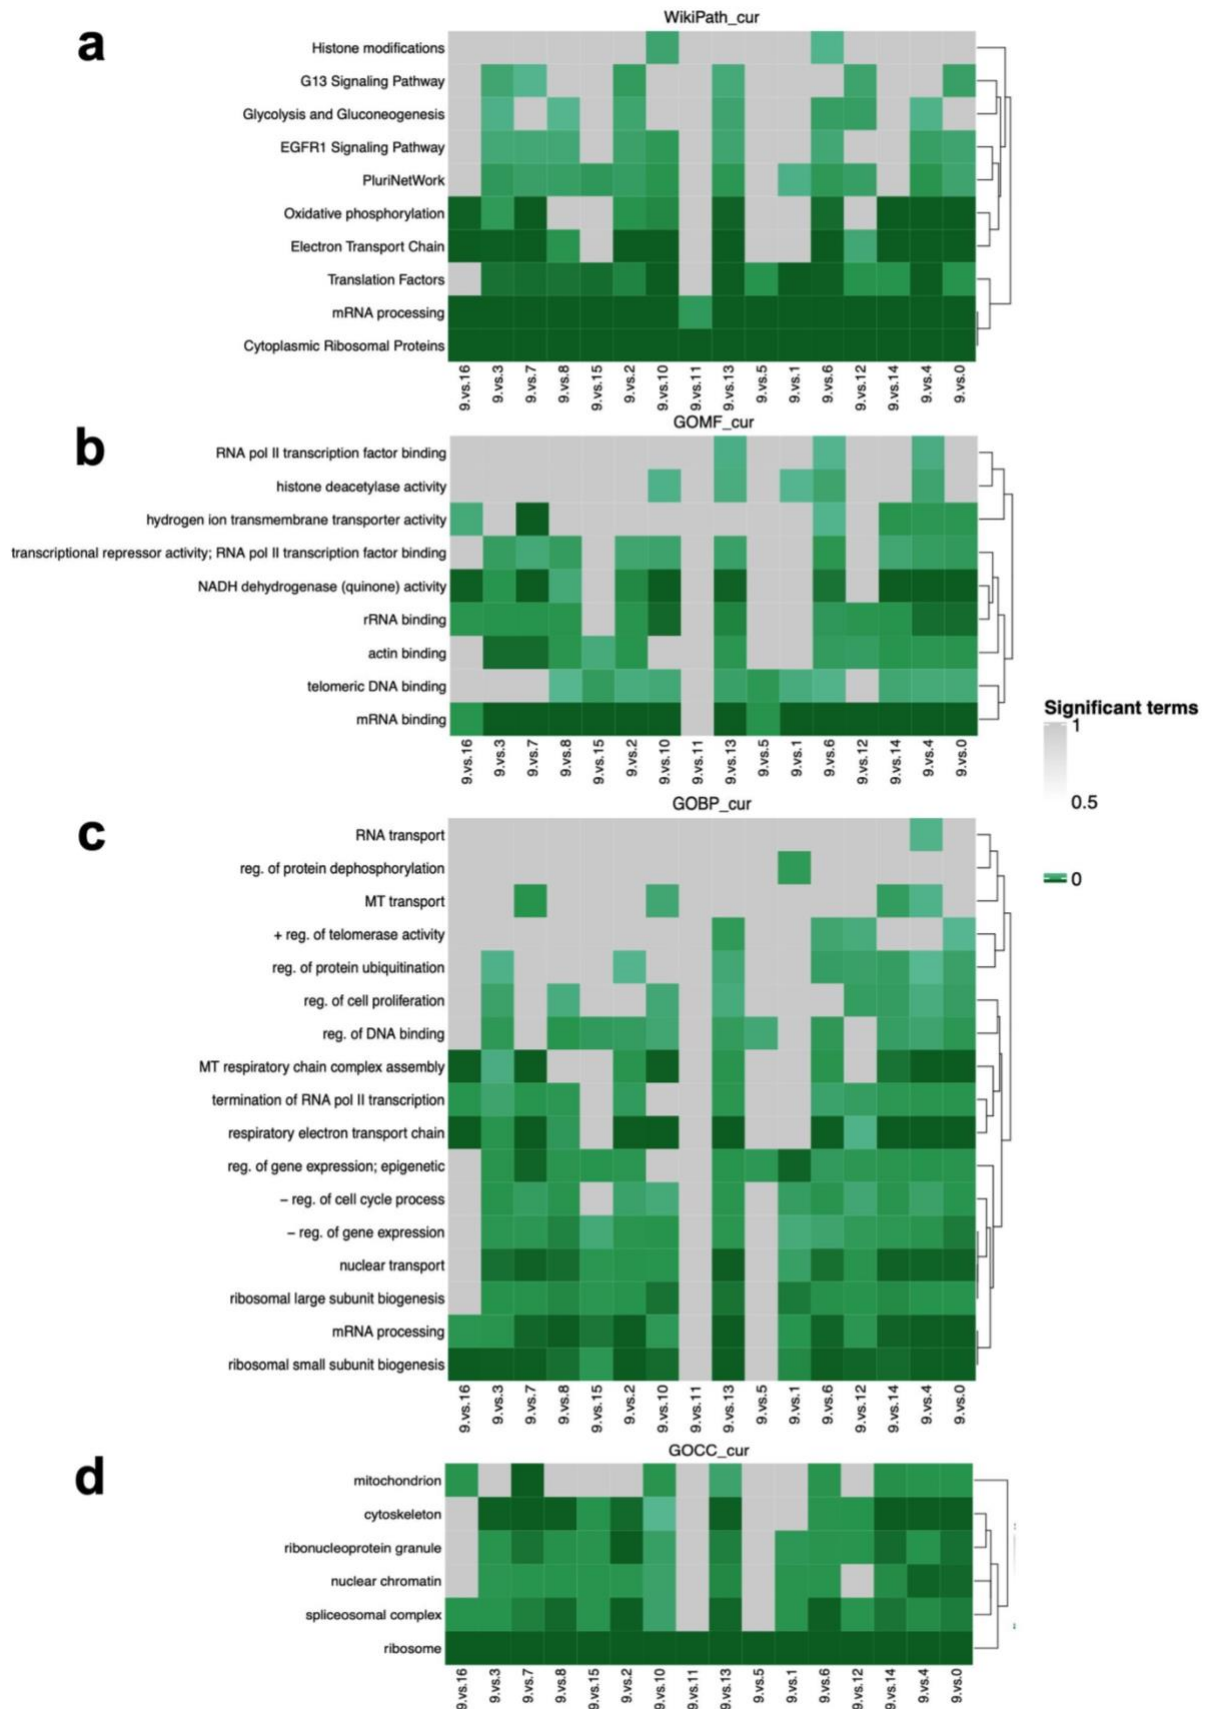 a
WikiPath_cur
Histone modifications
G13 Signaling Pathway
Glycolysis and Gluconeogenesis
EGFR1 Signaling Pathway
PluriNetWork
Oxidative phosphorylation
Electron Transport Chain
Translation Factors
mRNA processing
Cytoplasmic Ribosomal Proteins
9.vs.16 9.vs.3 9.vs.7 9.vs.8 9.vs.15 9.vs.2 9.vs.10 9.vs.11 9.vs.13 9.vs.5 9.vs.1 9.vs.6 9.vs.12 9.vs.14 9.vs.4 9.vs.0
b
GOMF_cur
RNA pol II transcription factor binding
histone deacetylase activity
hydrogen ion transmembrane transporter activity
transcriptional repressor activity; RNA pol II transcription factor binding
NADH dehydrogenase (quinone) activity
rRNA binding
actin binding
telomeric DNA binding
mRNA binding
9.vs.16 9.vs.3 9.vs.7 9.vs.8 9.vs.15 9.vs.2 9.vs.10 9.vs.11 9.vs.13 9.vs.5 9.vs.1 9.vs.6 9.vs.12 9.vs.14 9.vs.4 9.vs.0
Significant terms
1
0.5
0
c
GOBP_cur
RNA transport
reg. of protein dephosphorylation
MT transport
+ reg. of telomerase activity
reg. of protein ubiquitination
reg. of cell proliferation
reg. of DNA binding
MT respiratory chain complex assembly
termination of RNA pol II transcription
respiratory electron transport chain
reg. of gene expression; epigenetic
− reg. of cell cycle process
− reg. of gene expression
nuclear transport
ribosomal large subunit biogenesis
mRNA processing
ribosomal small subunit biogenesis
9.vs.16 9.vs.3 9.vs.7 9.vs.8 9.vs.15 9.vs.2 9.vs.10 9.vs.11 9.vs.13 9.vs.5 9.vs.1 9.vs.6 9.vs.12 9.vs.14 9.vs.4 9.vs.0
d
GOCC_cur
mitochondrion
cytoskeleton
ribonucleoprotein granule
nuclear chromatin
spliceosomal complex
ribosome
9.vs.16 9.vs.3 9.vs.7 9.vs.8 9.vs.15 9.vs.2 9.vs.10 9.vs.11 9.vs.13 9.vs.5 9.vs.1 9.vs.6 9.vs.12 9.vs.14 9.vs.4 9.vs.0